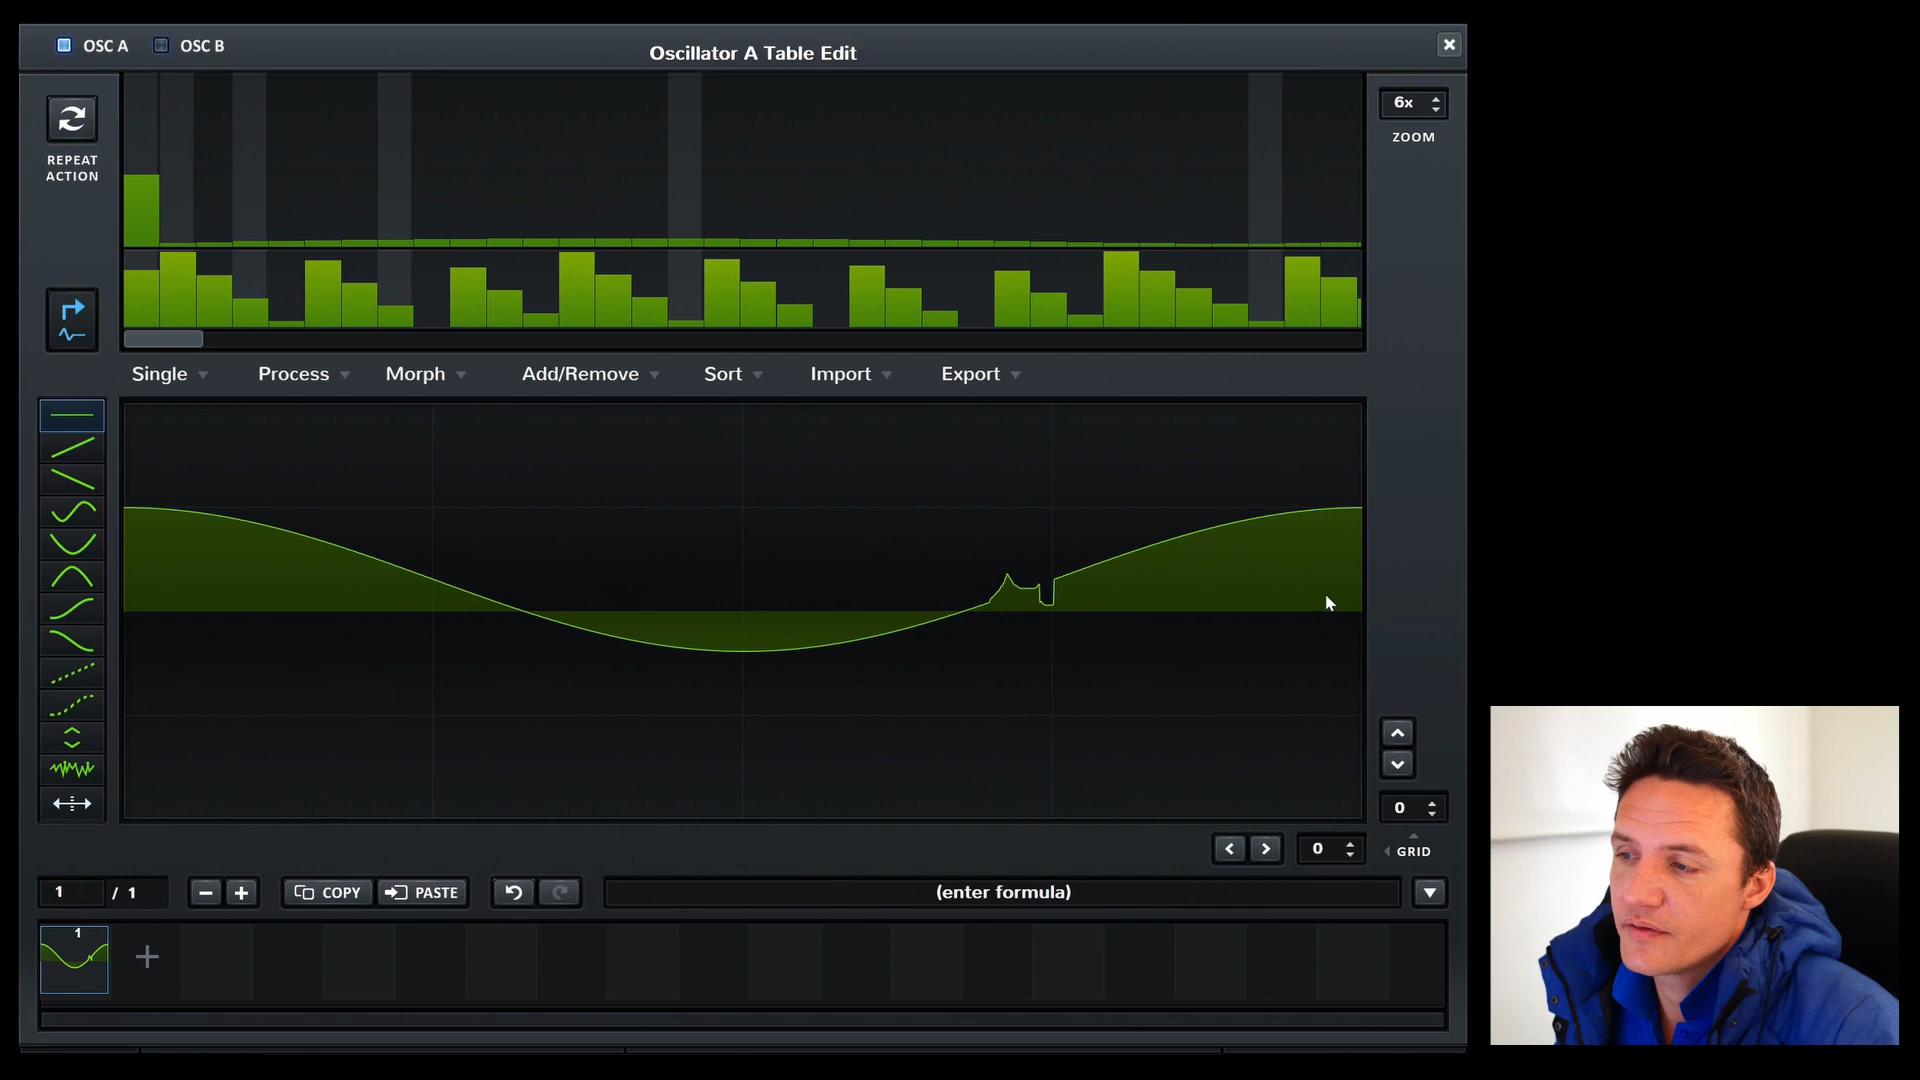 OSC A
OSC B
Oscillator A Table Edit
REPEAT
ACTION
6x
ZOOM
Single
Process
Morph
Add/Remove
Sort
Import
Export
0
0
GRID
1 / 1
COPY
PASTE
(enter formula)
1